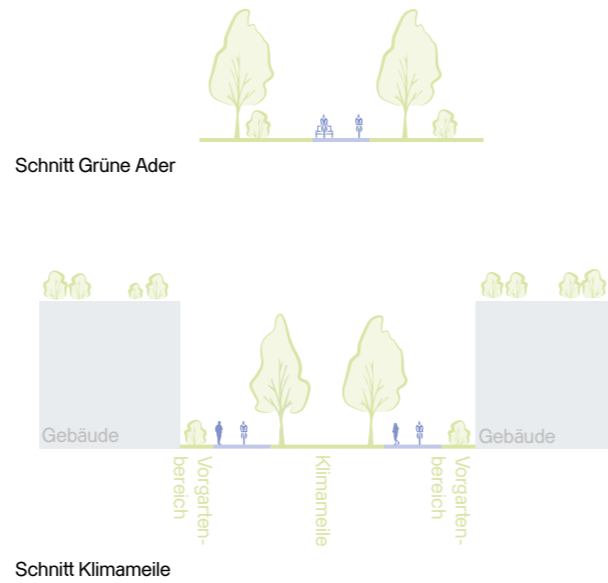 Schnitt Grüne Ader
Gebäude
Gebäude
Vorgarten-
bereich
Klimameile
Vorgarten-
bereich
Schnitt Klimameile